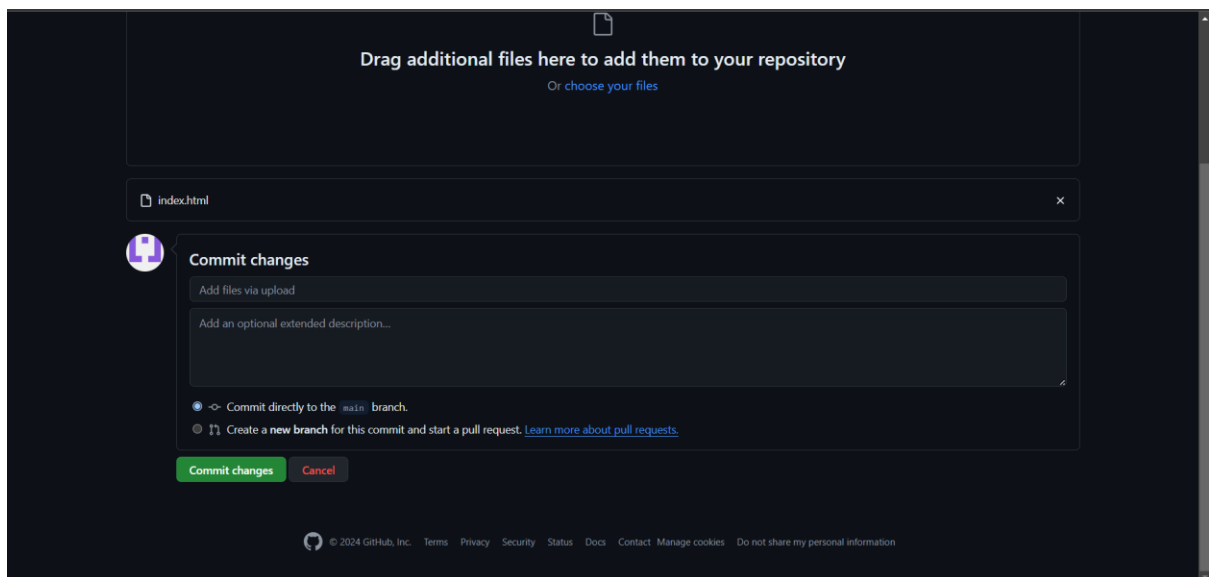 Drag additional files here to add them to your repository
Or choose your files
index.html
Commit changes
Add files via upload
Add an optional extended description...
Commit directly to the main branch.
Create a new branch for this commit and start a pull request. Learn more about pull requests.
Commit changes Cancel
© 2024 GitHub, Inc. Terms Privacy Security Status Docs Contact Manage cookies Do not share my personal information